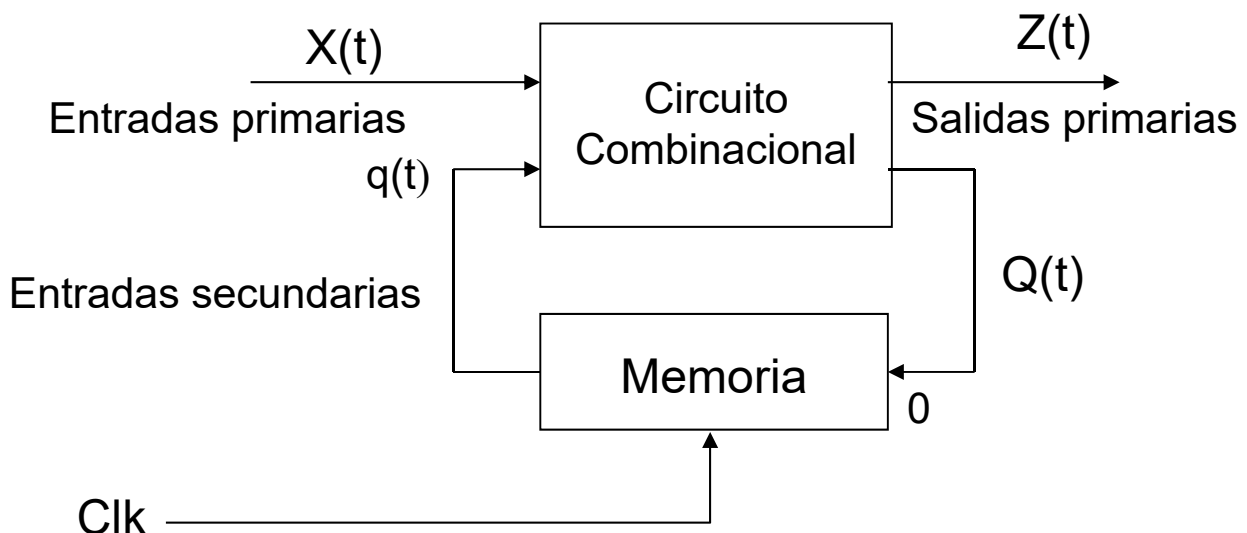 X(t)
Z(t)
Entradas primarias
Circuito
Combinacional
Salidas primarias
q(t)
Entradas secundarias
Q(t)
Memoria
0
Clk